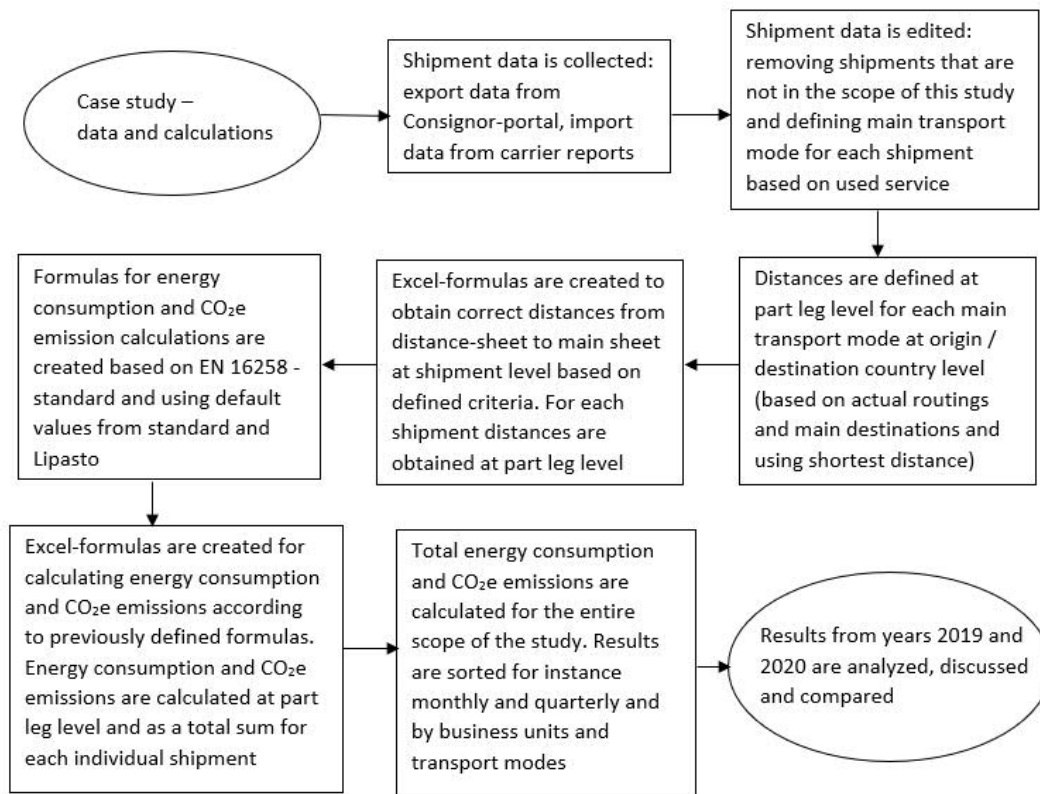 Case study –
data and calculations
Shipment data is collected:
export data from
Consignor-portal, import
data from carrier reports
Shipment data is edited:
removing shipments that are
not in the scope of this study
and defining main transport
mode for each shipment
based on used service
Distances are defined at
part leg level for each main
transport mode at origin /
destination country level
(based on actual routings
and main destinations and
using shortest distance)
Excel-formulas are created to
obtain correct distances from
distance-sheet to main sheet
at shipment level based on
defined criteria. For each
shipment distances are
obtained at part leg level
Formulas for energy
consumption and CO₂e
emission calculations are
created based on EN 16258 -
standard and using default
values from standard and
Lipasto
Excel-formulas are created for
calculating energy consumption
and CO₂e emissions according
to previously defined formulas.
Energy consumption and CO₂e
emissions are calculated at part
leg level and as a total sum for
each individual shipment
Total energy consumption
and CO₂e emissions are
calculated for the entire
scope of the study. Results
are sorted for instance
monthly and quarterly and
by business units and
transport modes
Results from years 2019 and
2020 are analyzed, discussed
and compared